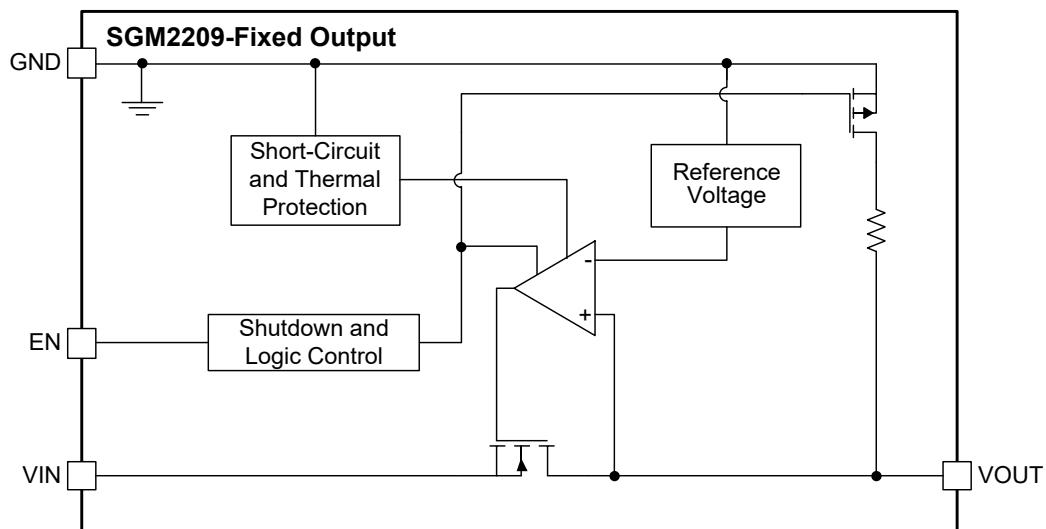 SGM2209-Fixed Output
GND
Short-Circuit
and Thermal
Protection
Reference
Voltage
-
+
EN
Shutdown and
Logic Control
VIN
VOUT